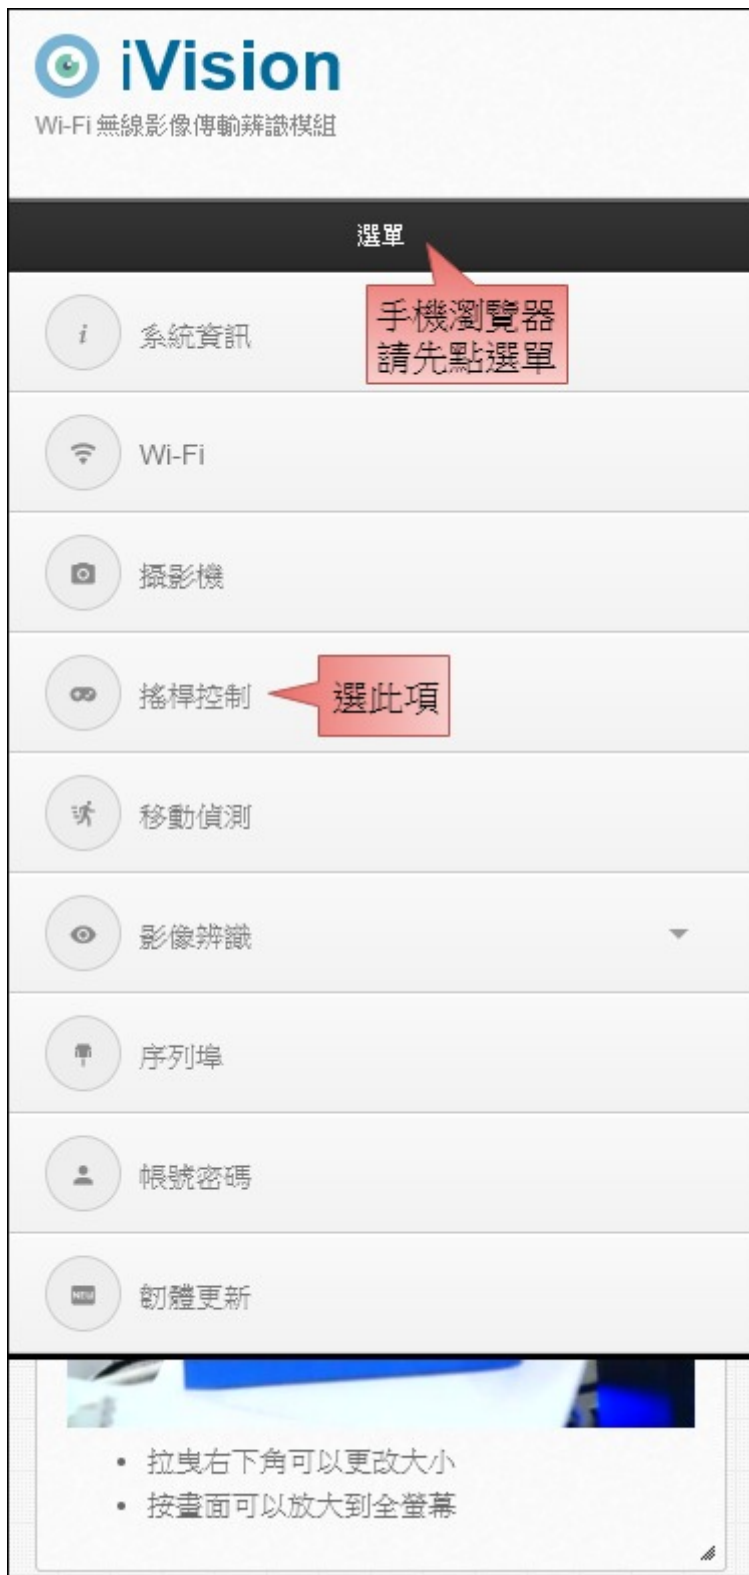 iVision
Wi-Fi 無線影像傳輸辨識模組
選單
手機瀏覽器
請先點選單
i 系統資訊
Wi-Fi
攝影機
搖桿控制
選此項
移動偵測
影像辨識
序列埠
帳號密碼
NEW 韌體更新
• 拉曳右下角可以更改大小
• 按畫面可以放大到全螢幕